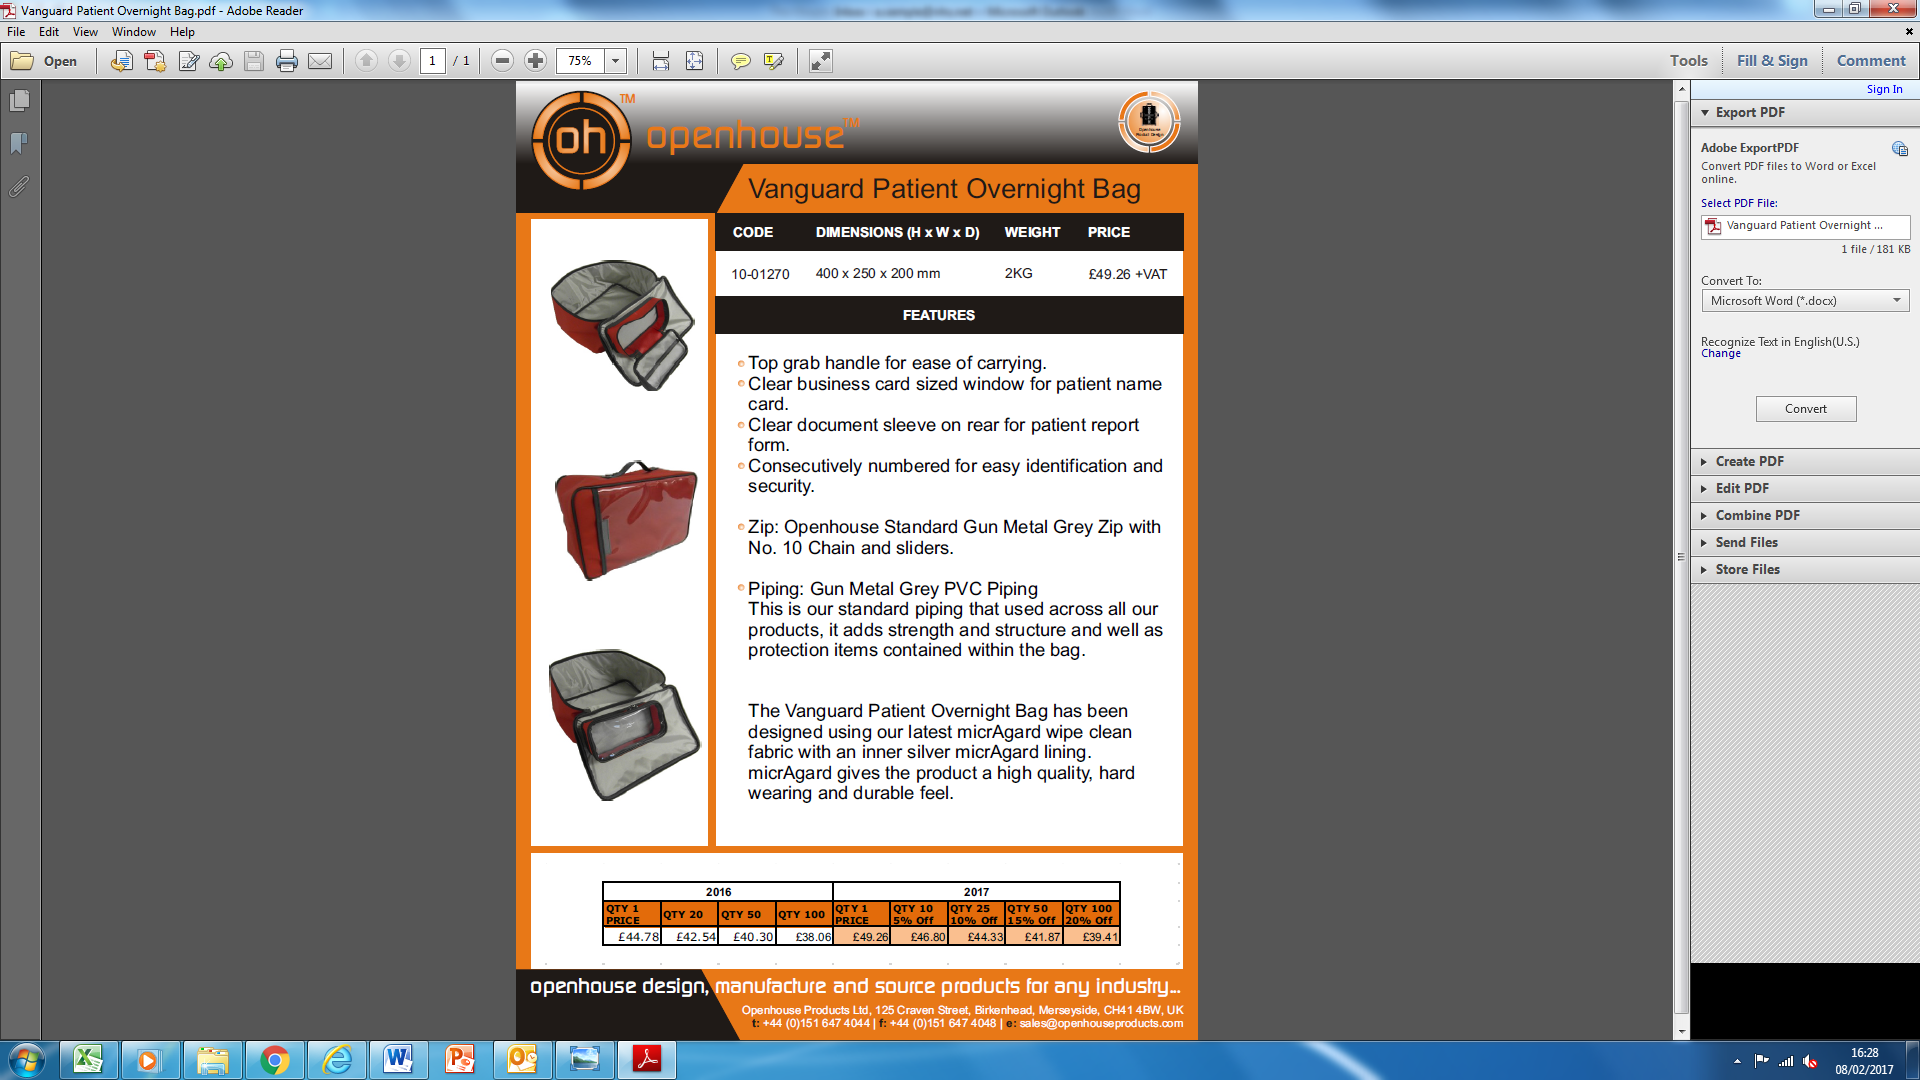 Vanguard Patient Overnight Bag.pdf - Adobe Reader
File Edit View Window Help
Open 1 / 1 75% Tools Fill & Sign Comment
Sign In
Export PDF
Adobe ExportPDF
Convert PDF files to Word or Excel
online.
Select PDF File:
Vanguard Patient Overnight ...
1 file / 181 KB
Convert To:
Microsoft Word (*.docx)
Recognize Text in English(U.S.)
Change
Convert
Create PDF
Edit PDF
Combine PDF
Send Files
Store Files
oh TM
openhouse TM
Openhouse
Product Design
Vanguard Patient Overnight Bag
CODE DIMENSIONS (H x W x D) WEIGHT PRICE
10-01270 400 x 250 x 200 mm 2KG £49.26 +VAT
FEATURES
Top grab handle for ease of carrying.
Clear business card sized window for patient name
card.
Clear document sleeve on rear for patient report
form.
Consecutively numbered for easy identification and
security.
Zip: Openhouse Standard Gun Metal Grey Zip with
No. 10 Chain and sliders.
Piping: Gun Metal Grey PVC Piping
This is our standard piping that used across all our
products, it adds strength and structure and well as
protection items contained within the bag.
The Vanguard Patient Overnight Bag has been
designed using our latest micrAgard wipe clean
fabric with an inner silver micrAgard lining.
micrAgard gives the product a high quality, hard
wearing and durable feel.
2016 2017
QTY 1 PRICE QTY 20 QTY 50 QTY 100 QTY 1 PRICE QTY 10 5% Off QTY 25 10% Off QTY 50 15% Off QTY 100 20% Off
£44.78 £42.54 £40.30 £38.06 £49.26 £46.80 £44.33 £41.87 £39.41
openhouse design, manufacture and source products for any industry...
Openhouse Products Ltd, 125 Craven Street, Birkenhead, Merseyside, CH41 4BW, UK
t: +44 (0)151 647 4044 | f: +44 (0)151 647 4048 | e: sales@openhouseproducts.com
16:28
08/02/2017